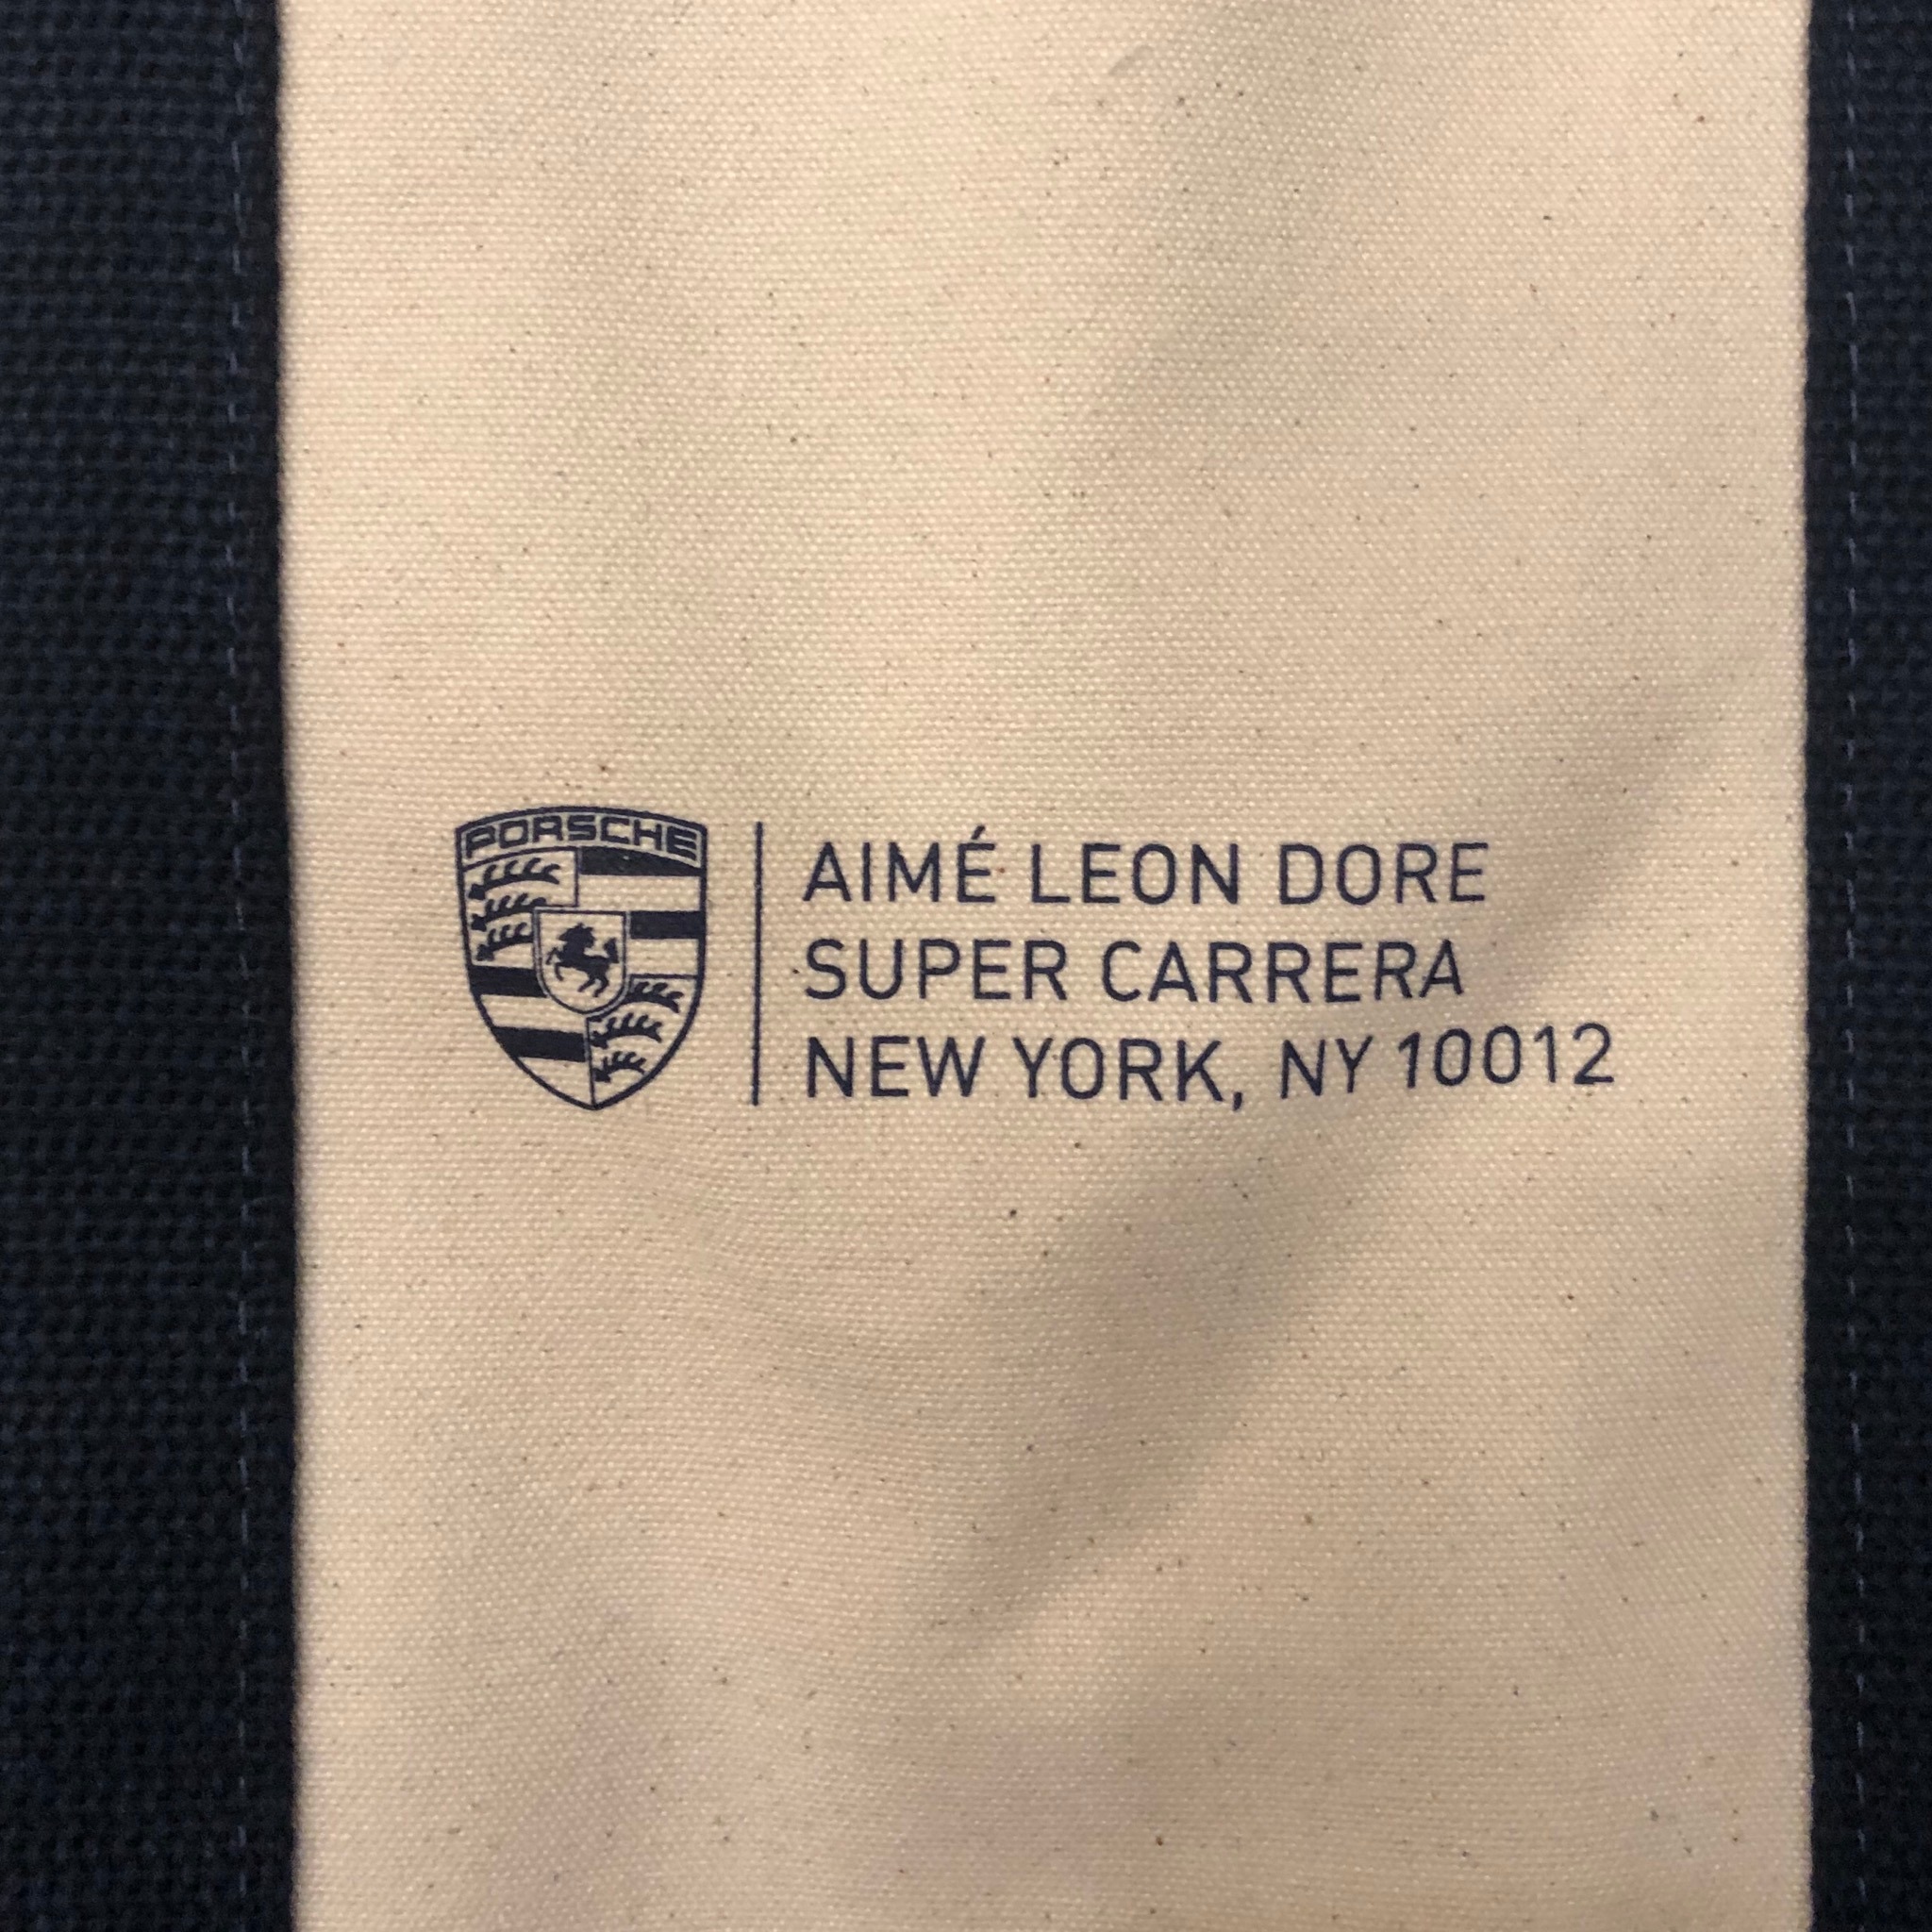 PORSCHE
AIMÉ LEON DORE
SUPER CARRERA
NEW YORK, NY 10012